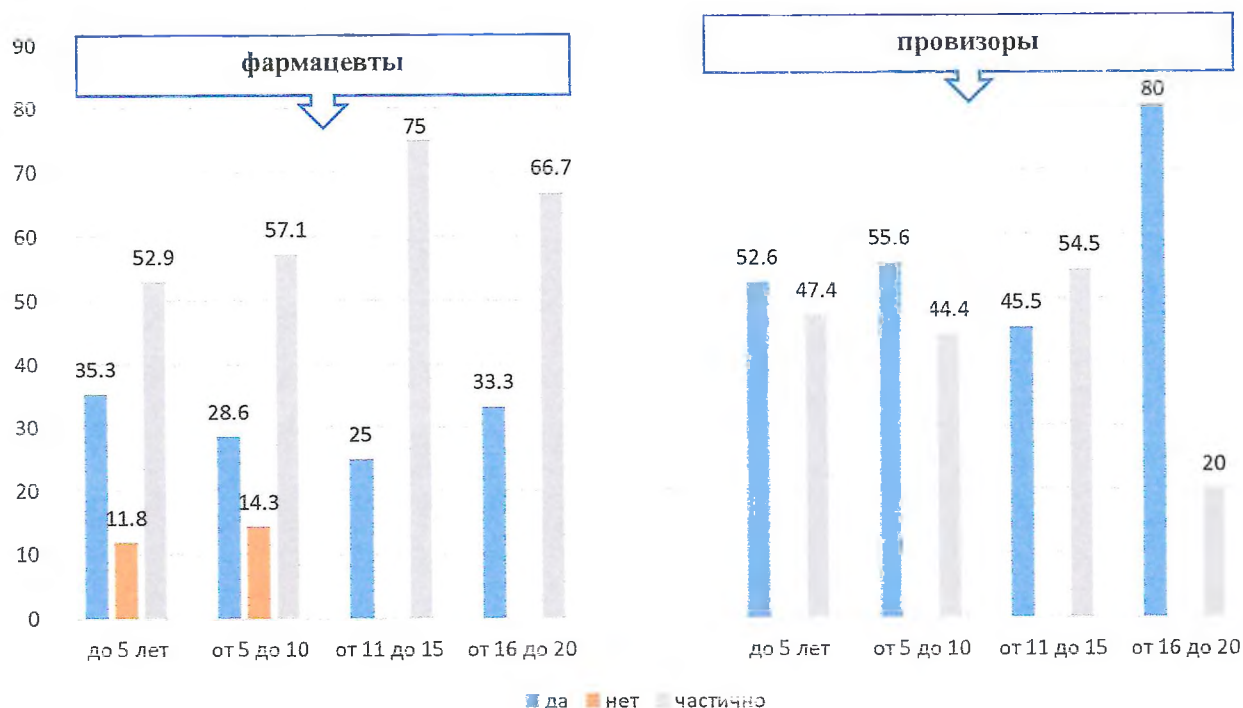 фармацевты
провизоры
90
80
70
60
50
40
30
20
10
0
35.3
11.8
52.9
28.6
14.3
57.1
25
75
33.3
66.7
52.6
47.4
55.6
44.4
45.5
54.5
80
20
до 5 лет
от 5 до 10
от 11 до 15
от 16 до 20
до 5 лет
от 5 до 10
от 11 до 15
от 16 до 20
да
нет
частично